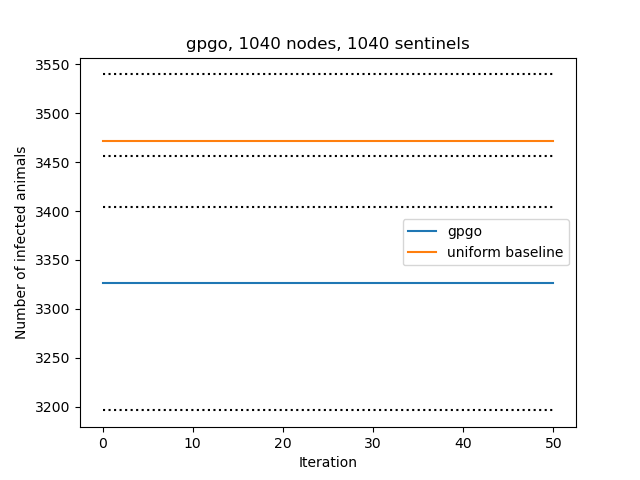 gpgo, 1040 nodes, 1040 sentinels
Number of infected animals
3550
3500
3450
3400
3350
3300
3250
3200
gpgo
uniform baseline
0 10 20 30 40 50
Iteration